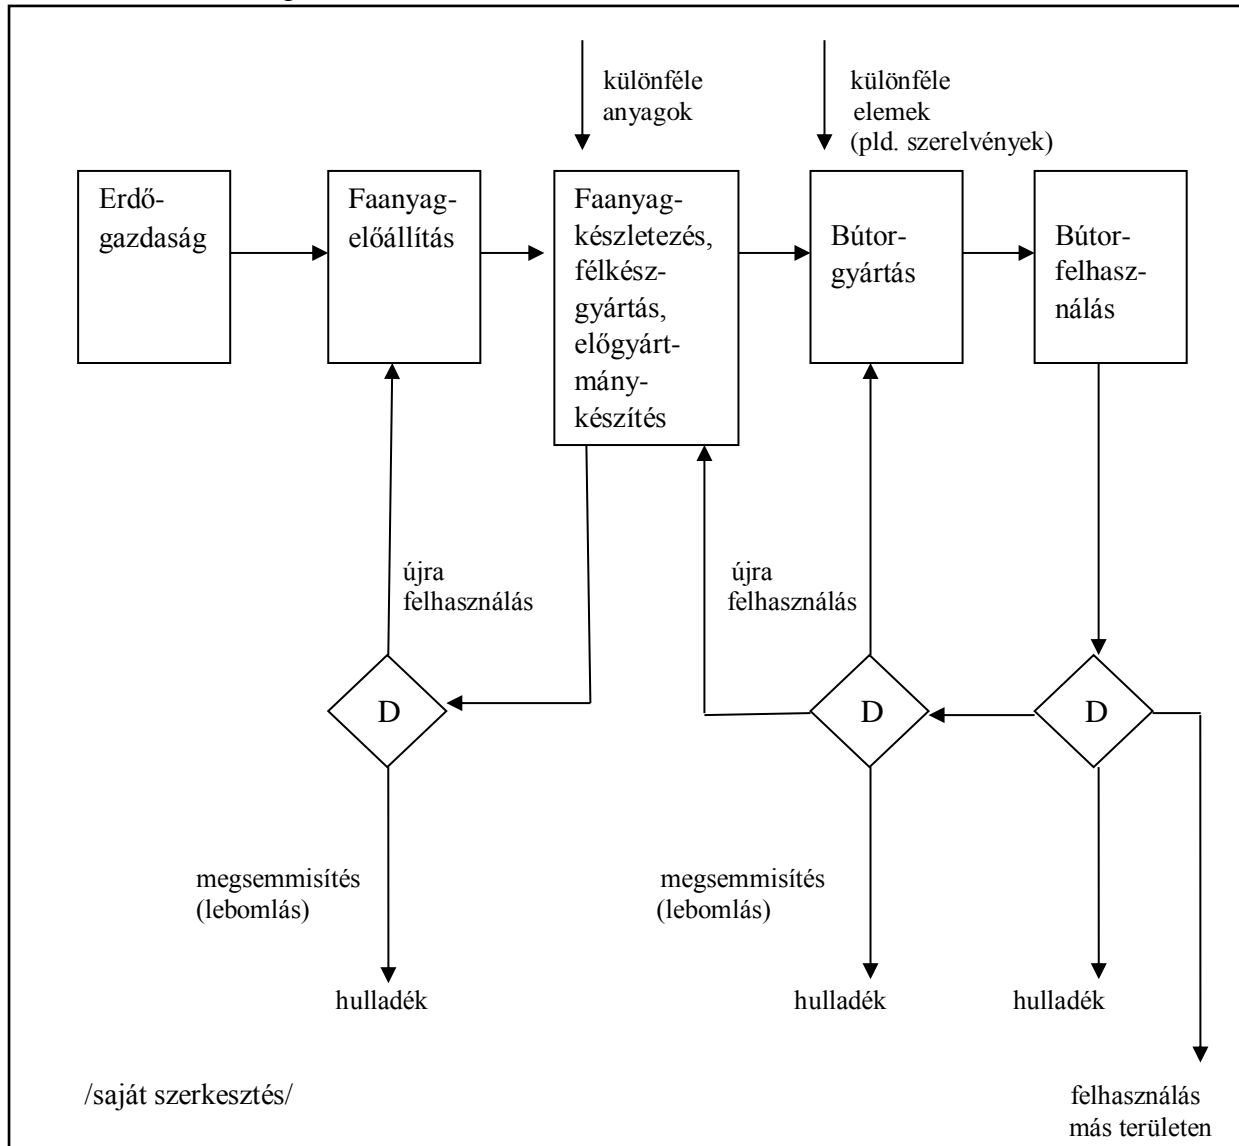 különféle
anyagok
különféle
elemek
(pld. szerelvények)
Erdő-
gazdaság
Faanyag-
előállítás
Faanyag-
készletezés,
félkész-
gyártás,
előgyárt-
mány-
készítés
Bútor-
gyártás
Bútor-
felhasz-
nálás
újra
felhasználás
újra
felhasználás
D
D
D
megsemmisítés
(lebomlás)
megsemmisítés
(lebomlás)
hulladék
hulladék
hulladék
/saját szerkesztés/
felhasználás
más területen